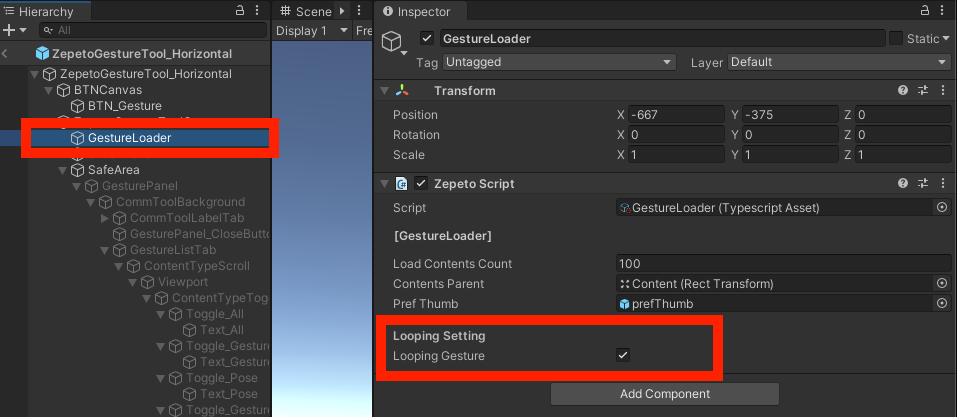 Hierarchy
All
ZepetoGestureTool_Horizontal
ZepetoGestureTool_Horizontal
BTNCanvas
BTN_Gesture
GestureLoader
SafeArea
GesturePanel
CommToolBackground
CommToolLabelTab
GesturePanel_CloseButto
GestureListTab
ContentTypeScroll
Viewport
ContentTypeTogg
Toggle_All
Text_All
Toggle_Gestur
Text_Gestur
Toggle_Pose
Text_Pose
Toggle_Gestur
Scene
Display 1
Fre
Inspector
GestureLoader
Static
Tag Untagged
Layer Default
Transform
Position X -667 Y -375 Z 0
Rotation X 0 Y 0 Z 0
Scale X 1 Y 1 Z 1
Zepeto Script
Script GestureLoader (Typescript Asset)
[GestureLoader]
Load Contents Count 100
Contents Parent Content (Rect Transform)
Pref Thumb prefThumb
Looping Setting
Looping Gesture
Add Component